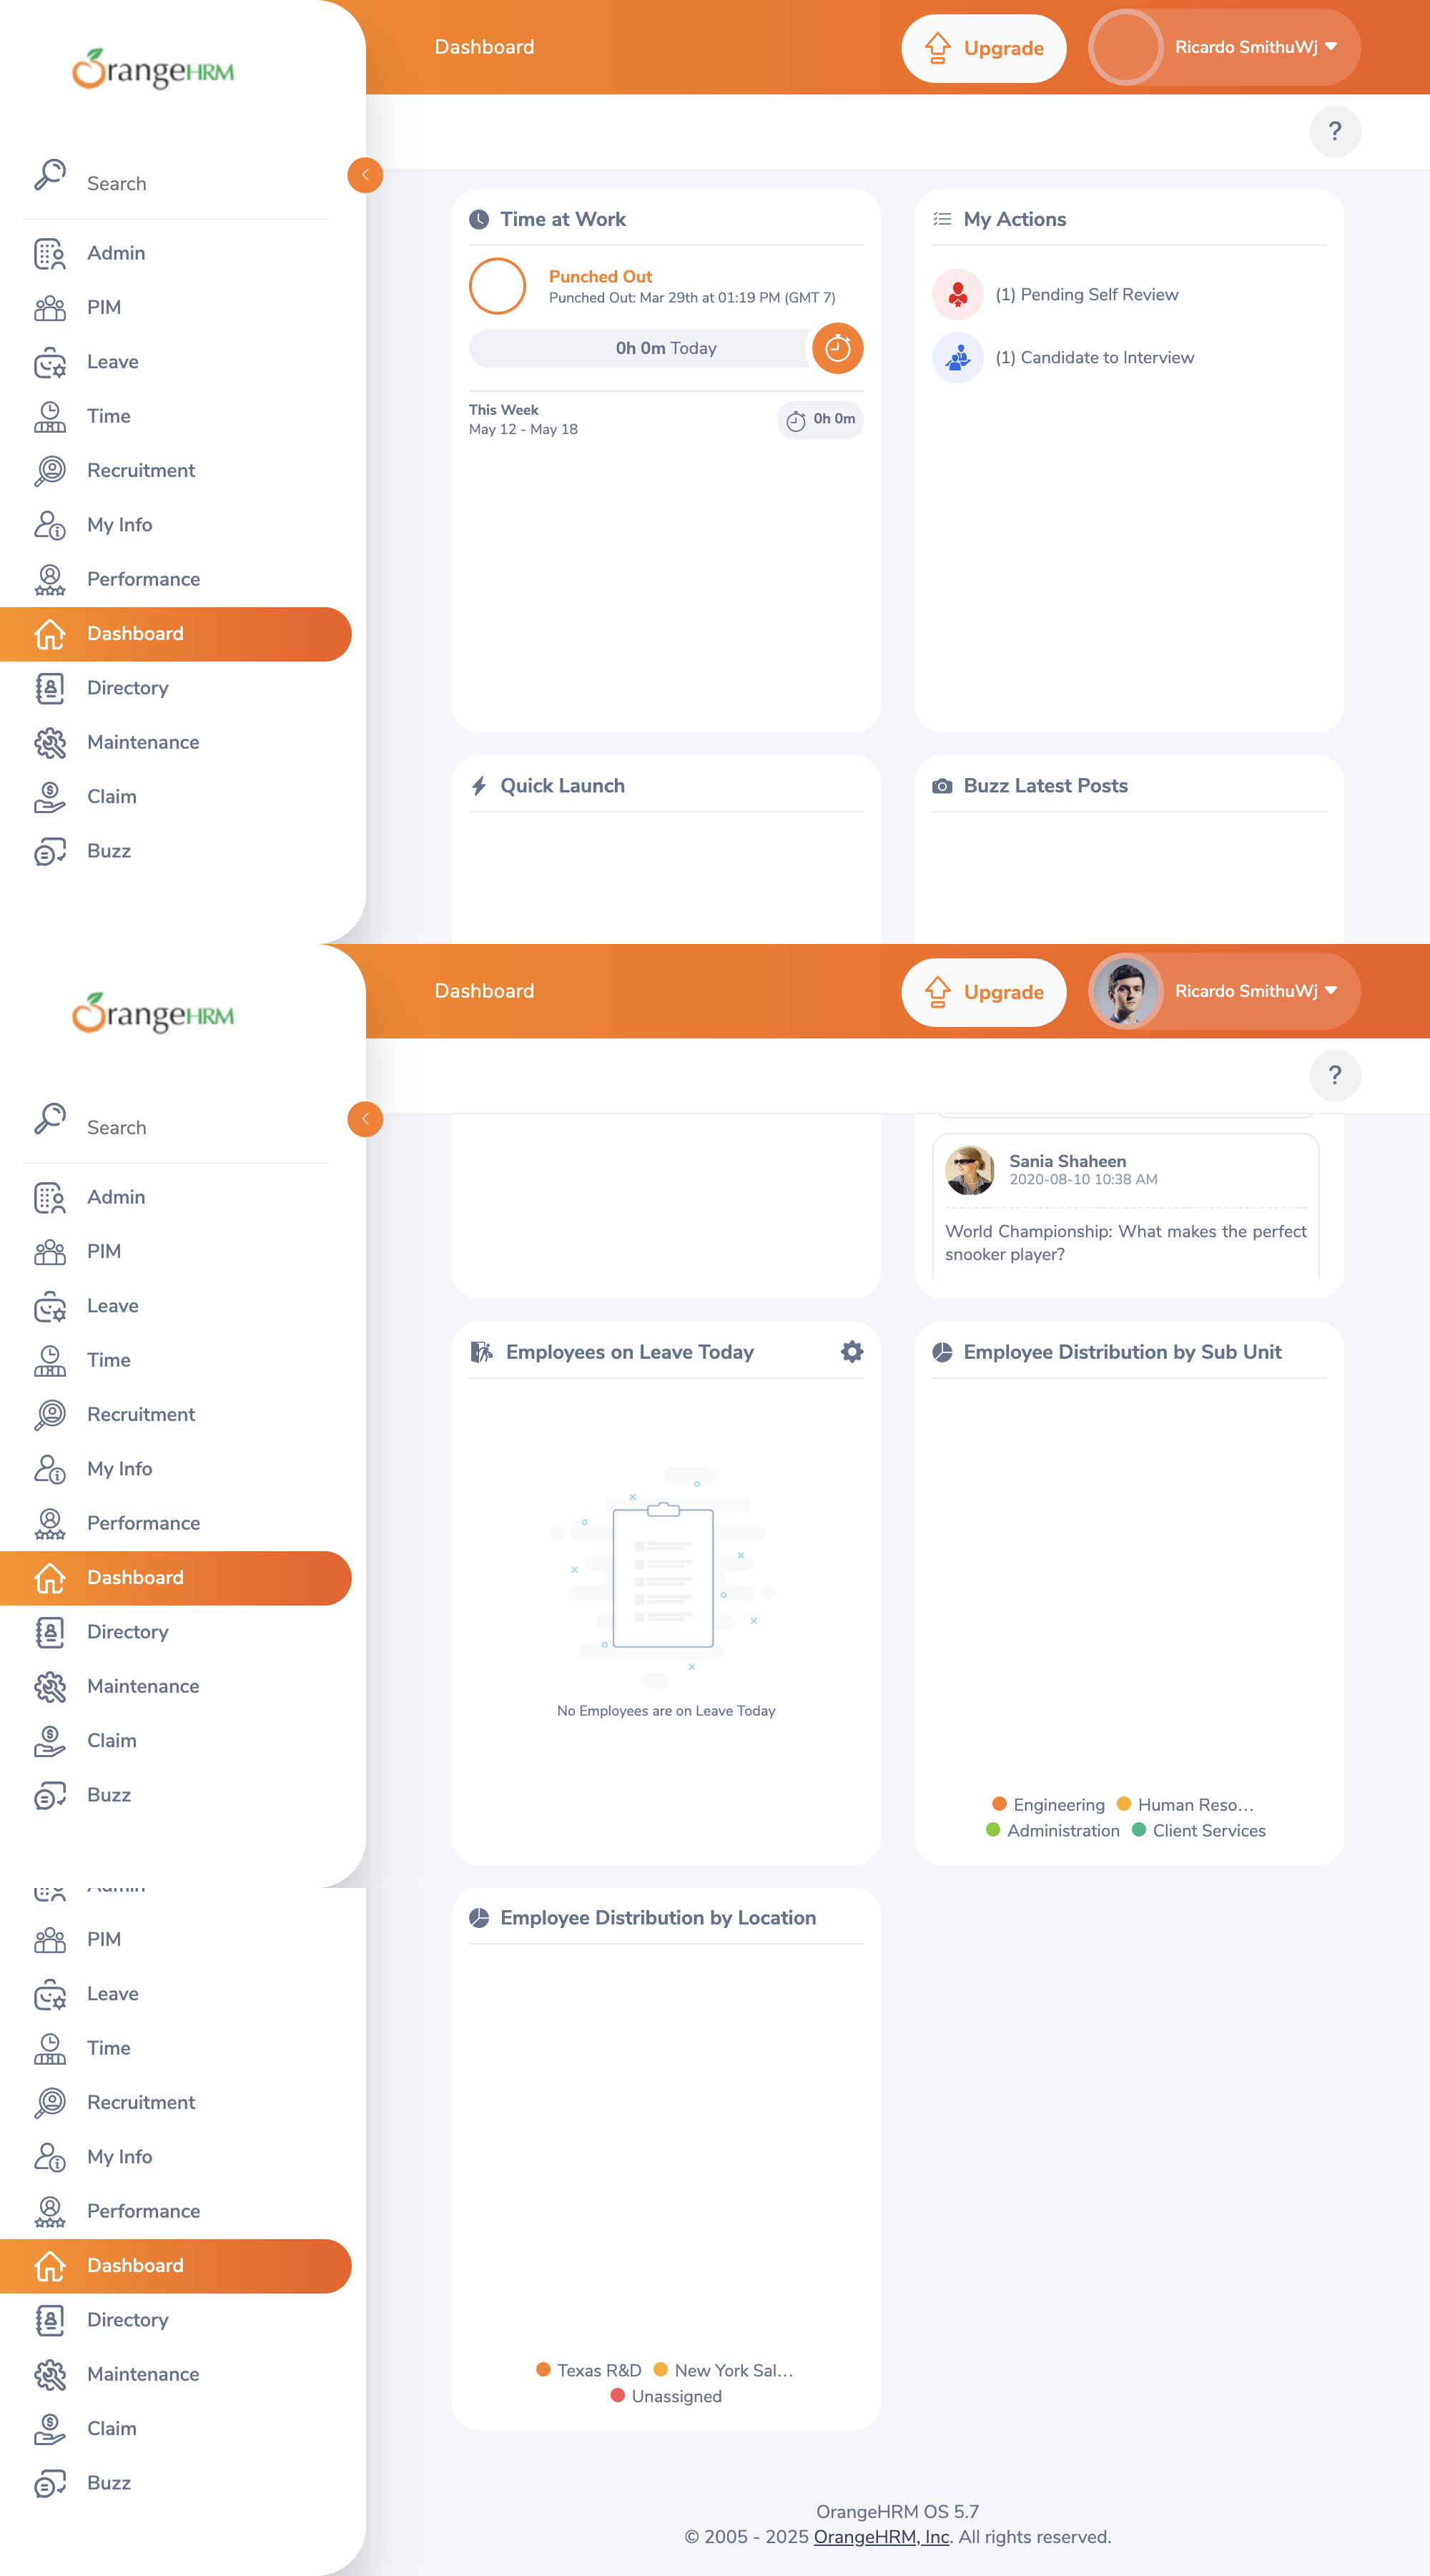 OrangeHRM
Dashboard
Upgrade
Ricardo SmithuWj
?
Search
Admin
PIM
Leave
Time
Recruitment
My Info
Performance
Dashboard
Directory
Maintenance
Claim
Buzz
Time at Work
Punched Out
Punched Out: Mar 29th at 01:19 PM (GMT 7)
0h 0m Today
This Week
May 12 - May 18
0h 0m
My Actions
(1) Pending Self Review
(1) Candidate to Interview
Quick Launch
Buzz Latest Posts
OrangeHRM
Dashboard
Upgrade
Ricardo SmithuWj
?
Search
Admin
PIM
Leave
Time
Recruitment
My Info
Performance
Dashboard
Directory
Maintenance
Claim
Buzz
Sania Shaheen
2020-08-10 10:38 AM
World Championship: What makes the perfect
snooker player?
Employees on Leave Today
No Employees are on Leave Today
Employee Distribution by Sub Unit
Engineering
Human Reso...
Administration
Client Services
Admin
PIM
Leave
Time
Recruitment
My Info
Performance
Dashboard
Directory
Maintenance
Claim
Buzz
Employee Distribution by Location
Texas R&D
New York Sal...
Unassigned
OrangeHRM OS 5.7
© 2005 - 2025 OrangeHRM, Inc. All rights reserved.